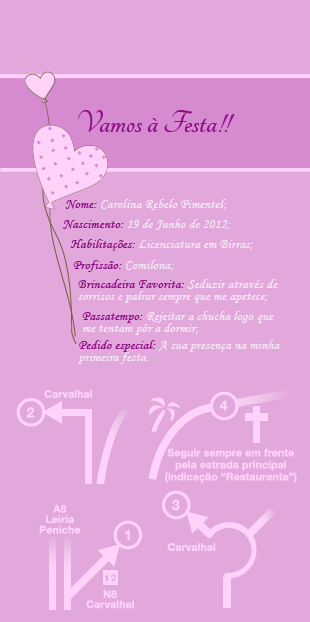 Vamos à Festa!!
Nome: Carolina Rebelo Pimentel;
Nascimento: 19 de Junho de 2012;
Habilitações: Licenciatura em Birras;
Profissão: Comilona;
Brincadeira Favorita: Seduzir através de
sorrisos e palrar sempre que me apetece;
Passatempo: Rejeitar a chucha logo que
me tentam pôr a dormir;
Pedido especial: A sua presença na minha
primeira festa.
Carvalhal
2
4
Seguir sempre em frente
pela estrada principal
(indicação “Restaurante”)
A8
Leiria
Peniche
1
12
N8
Carvalhal
3
Carvalhal